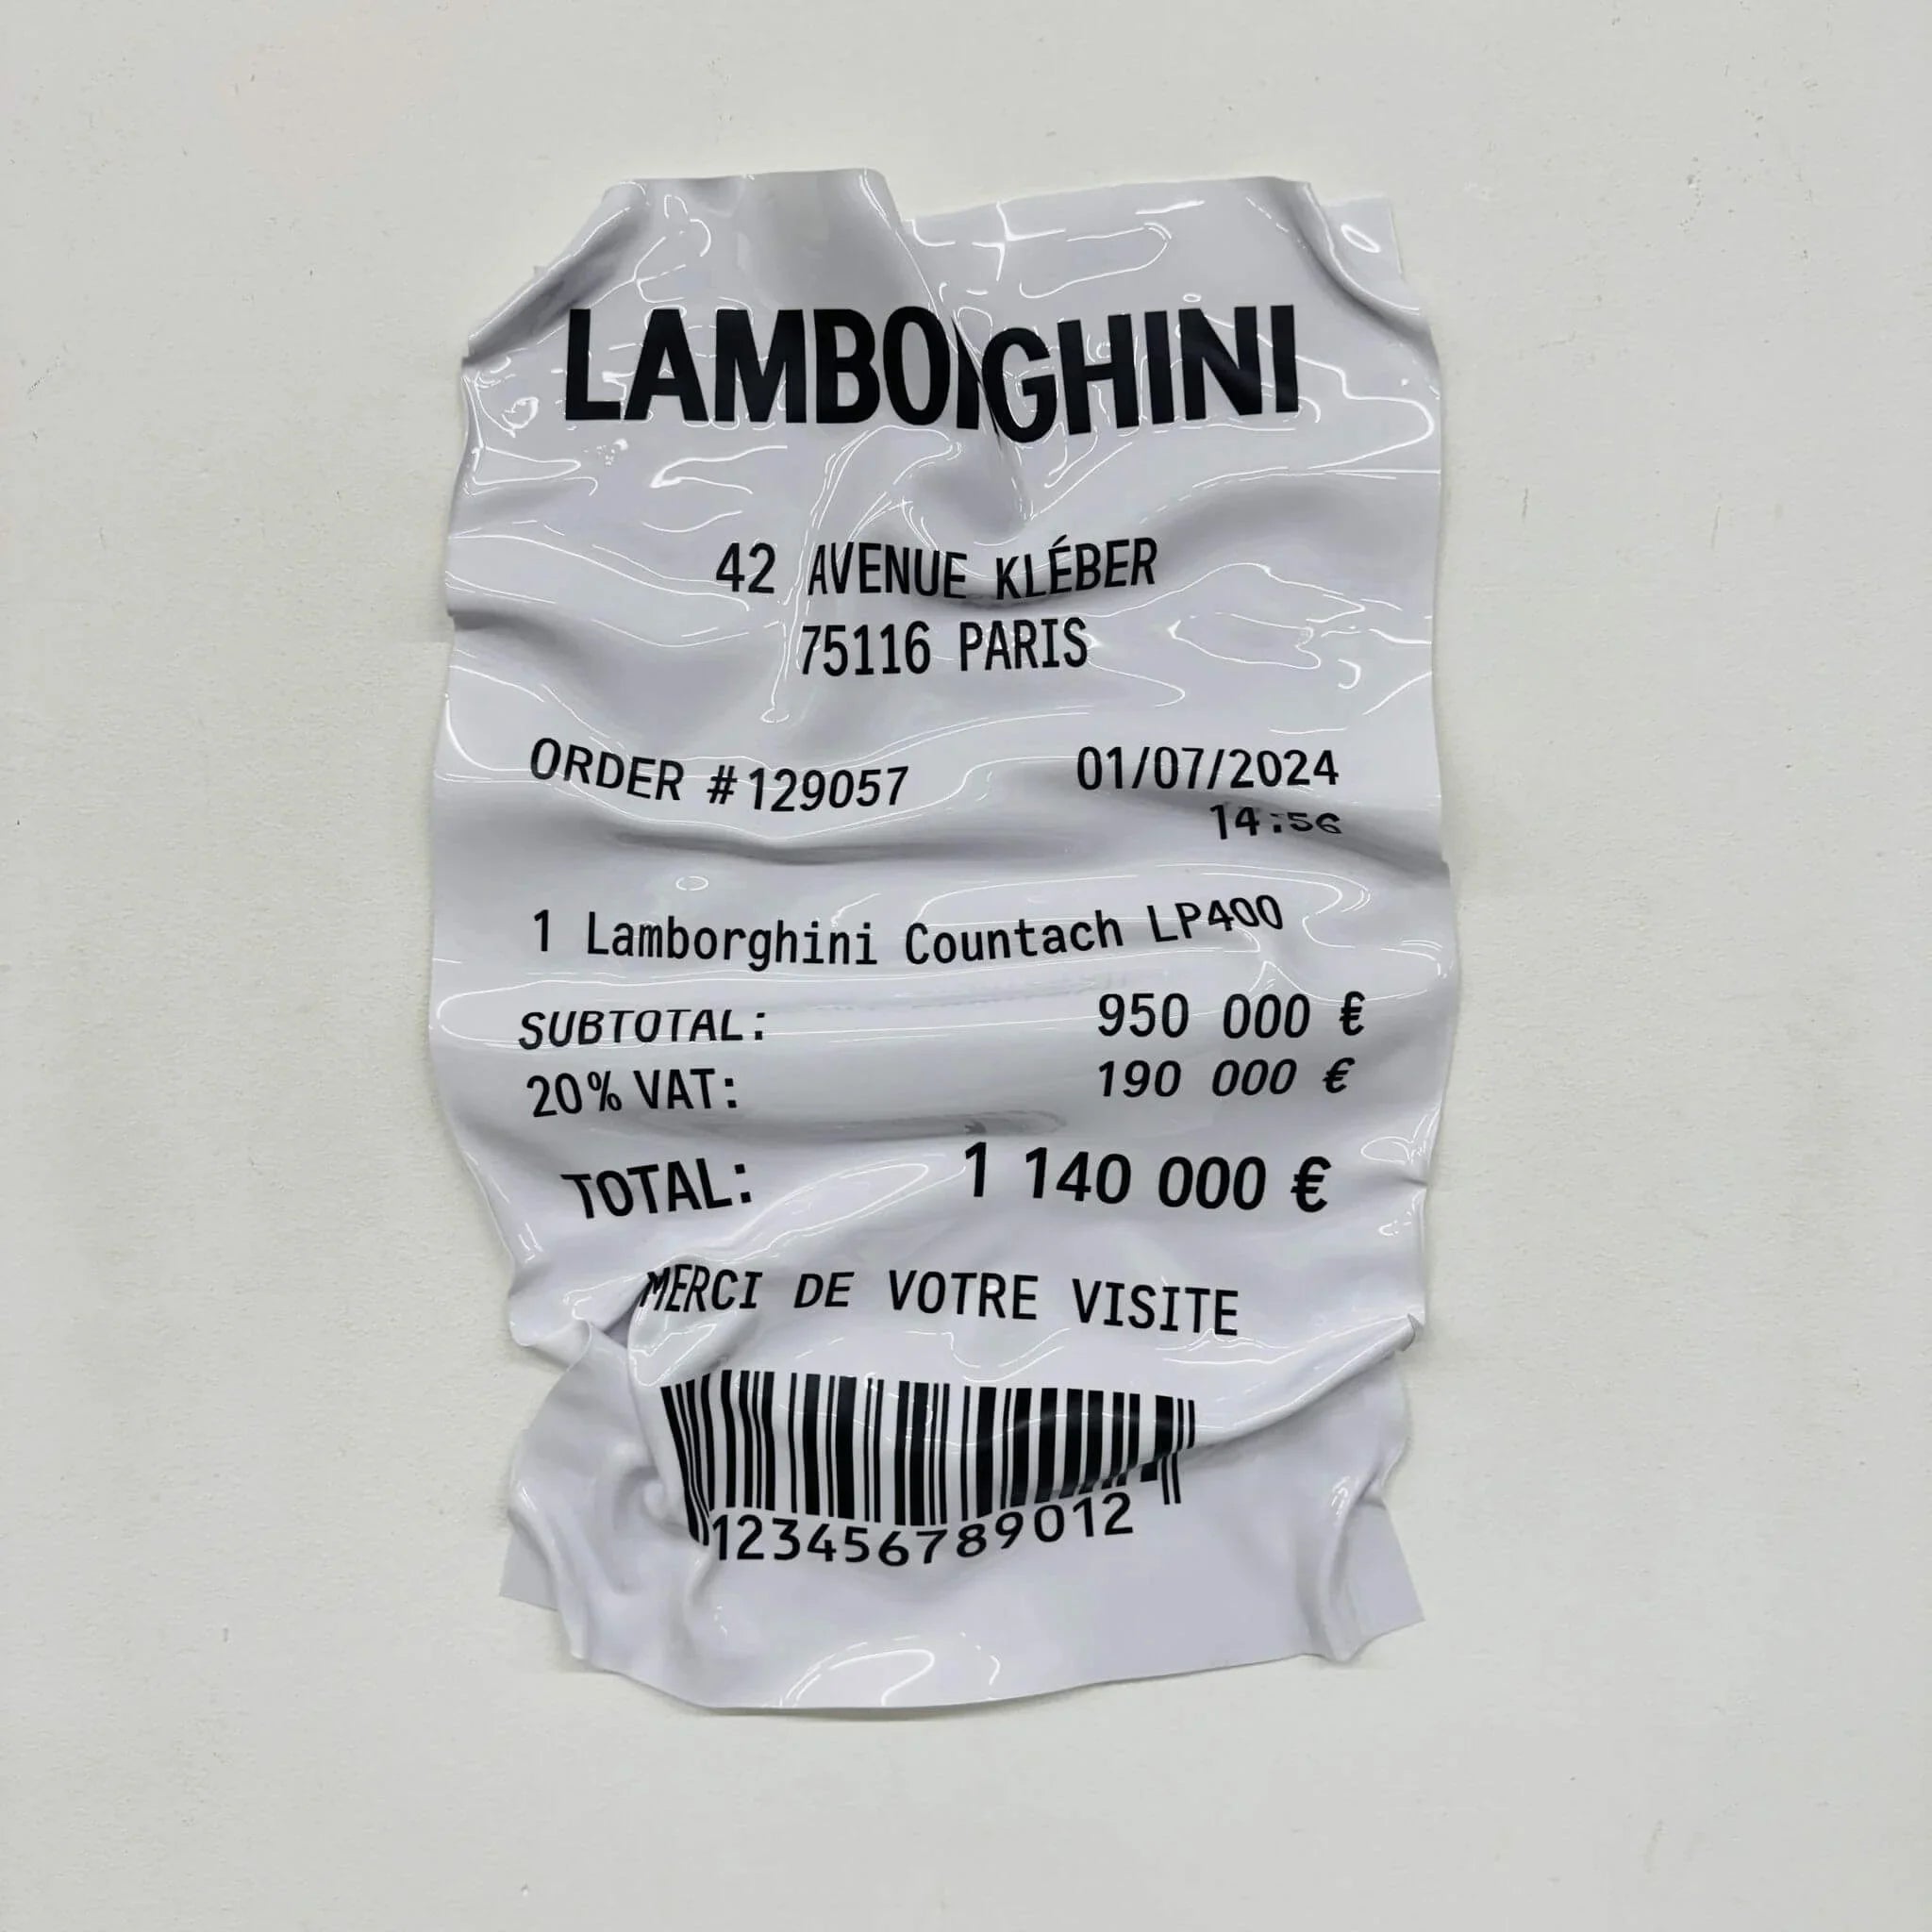 LAMBORGHINI
42 AVENUE KLÉBER
75116 PARIS
ORDER #129057 01/07/2024
14:56
1 Lamborghini Countach LP400
SUBTOTAL: 950 000 €
20% VAT: 190 000 €
TOTAL: 1 140 000 €
MERCI DE VOTRE VISITE
123456789012